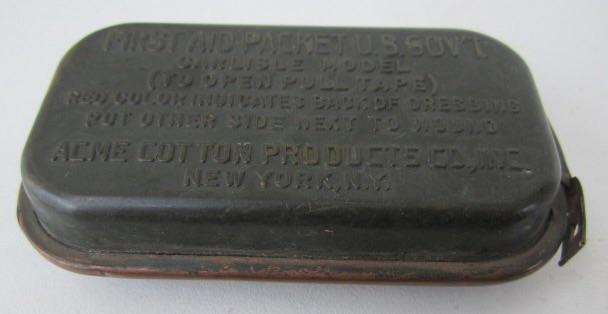 FIRST AID PACKET U.S. GOV'T
CARLISLE MODEL
(TO OPEN PULL TAPE)
RED COLOR INDICATES BACK OF DRESSING
PUT OTHER SIDE NEXT TO WOUND
ACME COTTON PRODUCTS CO., INC.
NEW YORK, N.Y.